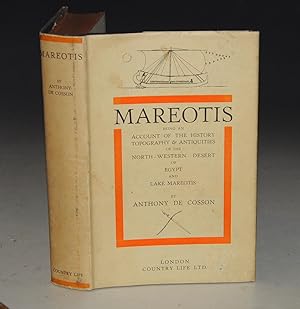 MAREOTIS
BY
ANTHONY
DE COSSON
COUNTRY LIFE
MAREOTIS
BEING AN
ACCOUNT OF THE HISTORY
TOPOGRAPHY & ANTIQUITIES
OF THE
NORTH-WESTERN DESERT
OF
EGYPT
AND
LAKE MAREOTIS
BY
ANTHONY DE COSSON
LONDON
COUNTRY LIFE LTD.